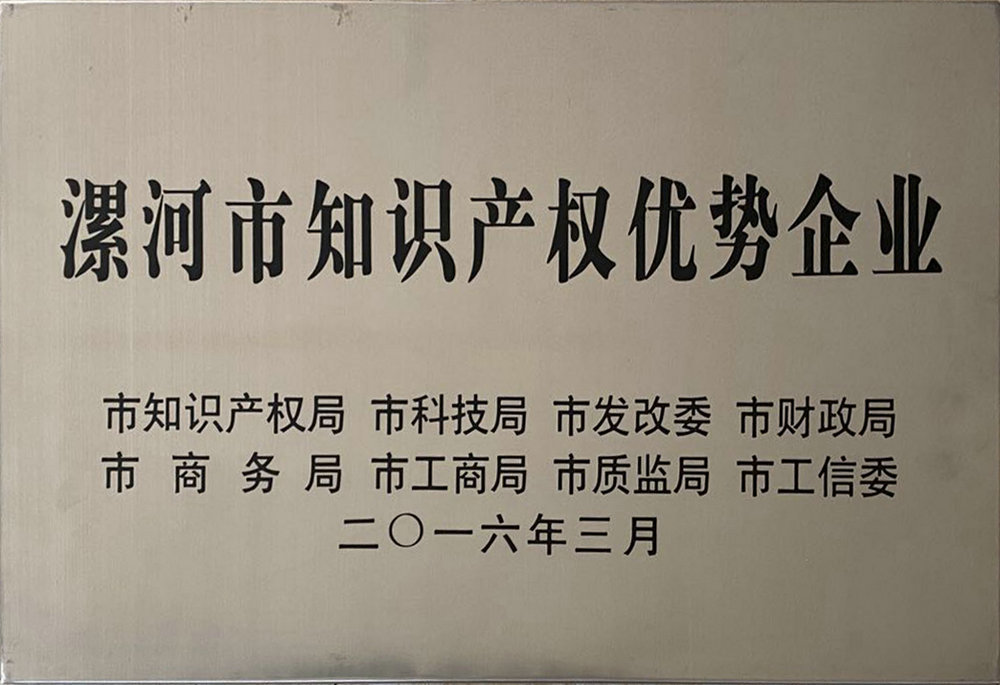 漯河市知识产权优势企业
市知识产权局 市科技局 市发改委 市财政局
市商务局 市工商局 市质监局 市工信委
二〇一六年三月